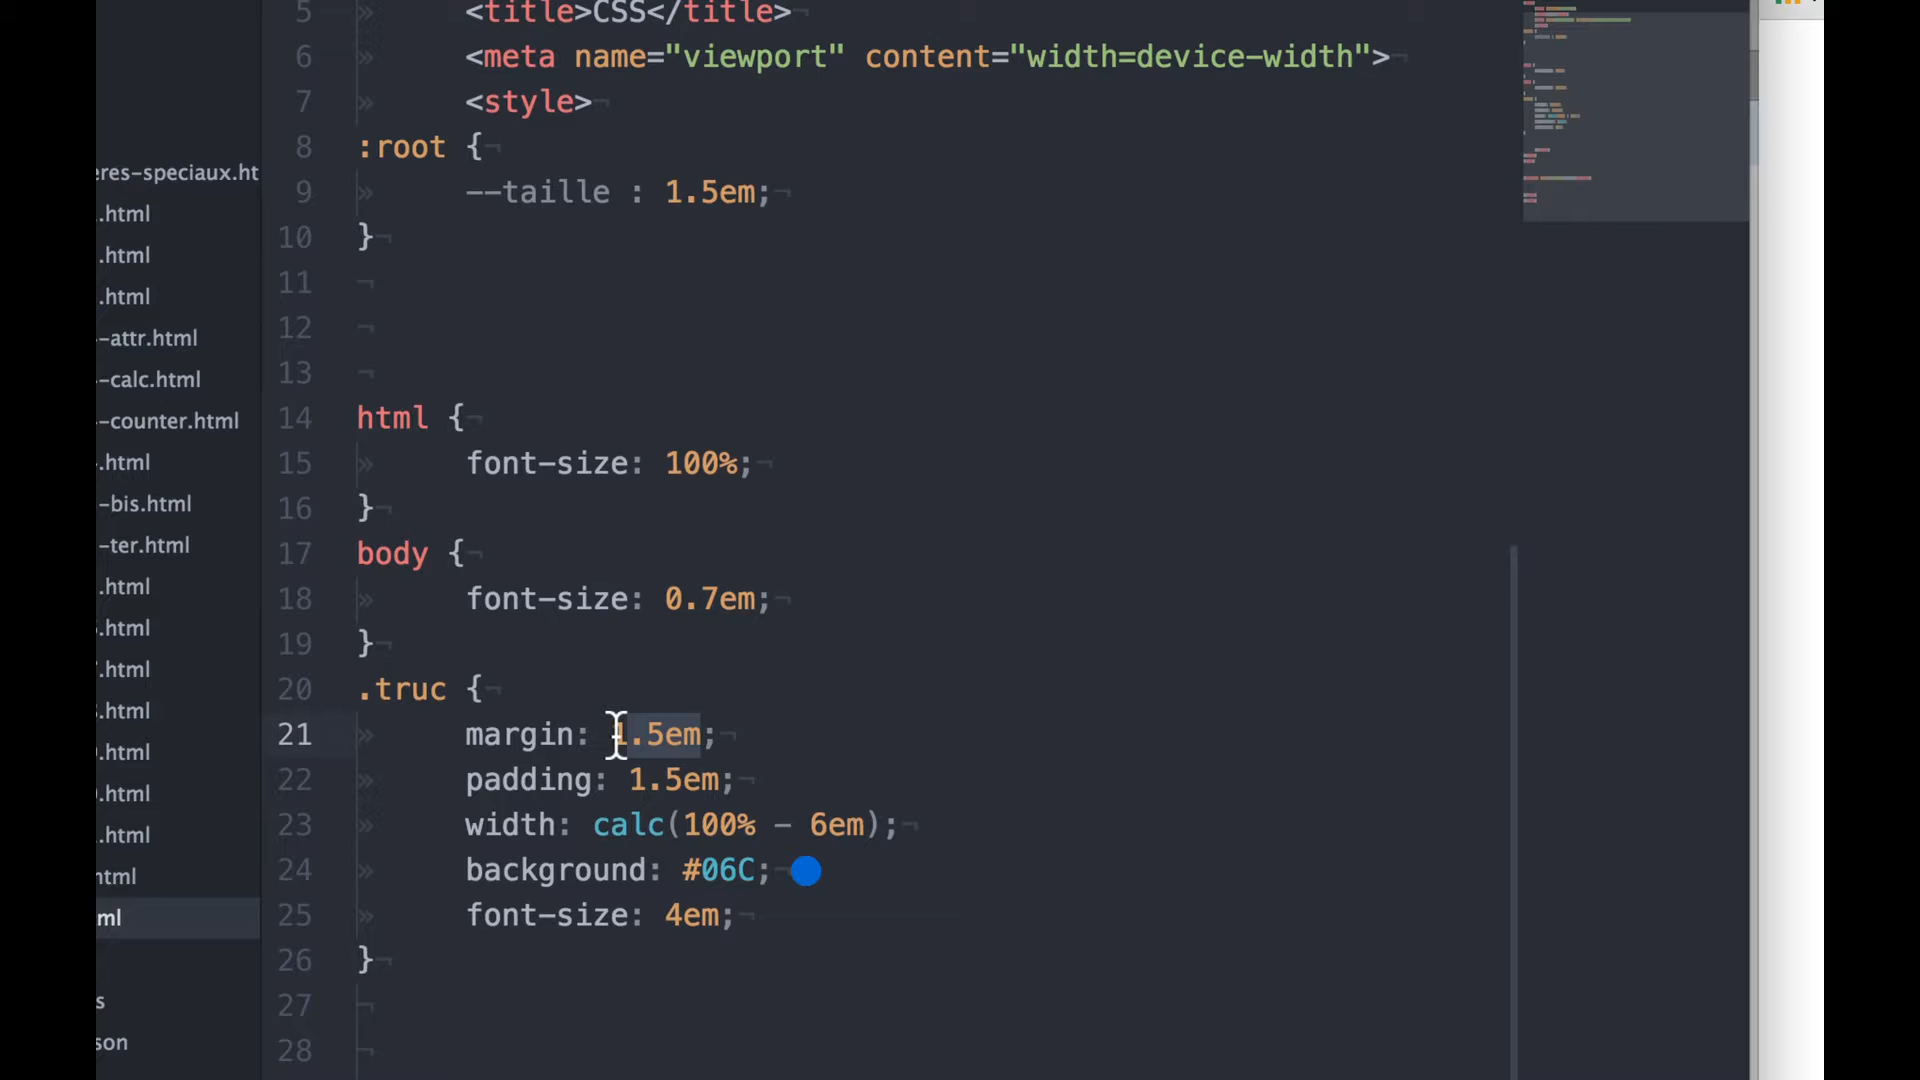 eres-speciaux.ht
.html
.html
.html
-attr.html
-calc.html
-counter.html
.html
-bis.html
-ter.html
.html
.html
.html
.html
.html
.html
html
ml
s
son
5 » <title>CSS</title>¬
6 » <meta name="viewport" content="width=device-width">¬
7 » <style>¬
8 :root {¬
9 » --taille : 1.5em;¬
10 }¬
11 ¬
12 ¬
13 ¬
14 html {¬
15 » font-size: 100%;¬
16 }¬
17 body {¬
18 » font-size: 0.7em;¬
19 }¬
20 .truc {¬
21 » margin: 1.5em;¬
22 » padding: 1.5em;¬
23 » width: calc(100% - 6em);¬
24 » background: #06C;¬
25 » font-size: 4em;¬
26 }¬
27 ¬
28 ¬